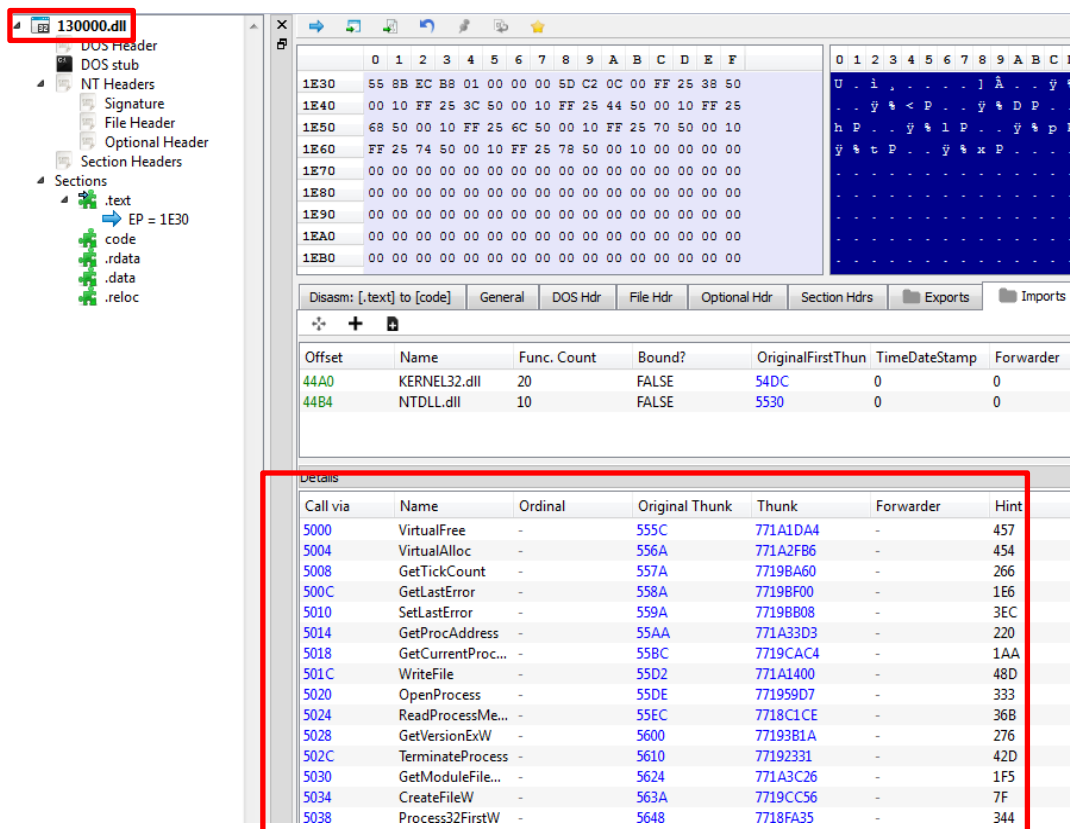 130000.dll
DOS Header
DOS stub
NT Headers
Signature
File Header
Optional Header
Section Headers
Sections
.text
EP = 1E30
code
.rdata
.data
.reloc
0 1 2 3 4 5 6 7 8 9 A B C D E F
0 1 2 3 4 5 6 7 8 9 A B C
1E30 55 8B EC B8 01 00 00 00 5D C2 0C 00 FF 25 38 50
1E40 00 10 FF 25 3C 50 00 10 FF 25 44 50 00 10 FF 25
1E50 68 50 00 10 FF 25 6C 50 00 10 FF 25 70 50 00 10
1E60 FF 25 74 50 00 10 FF 25 78 50 00 10 00 00 00 00
1E70 00 00 00 00 00 00 00 00 00 00 00 00 00 00 00 00
1E80 00 00 00 00 00 00 00 00 00 00 00 00 00 00 00 00
1E90 00 00 00 00 00 00 00 00 00 00 00 00 00 00 00 00
1EA0 00 00 00 00 00 00 00 00 00 00 00 00 00 00 00 00
1EB0 00 00 00 00 00 00 00 00 00 00 00 00 00 00 00 00
U . ì ¸ . . . . ] Â . . ÿ
. . ÿ % < P . . ÿ % D P . .
h P . . ÿ % l P . . ÿ % p
ÿ % t P . . ÿ % x P . . . .
. . . . . . . . . . . . . .
. . . . . . . . . . . . . .
. . . . . . . . . . . . . .
. . . . . . . . . . . . . .
. . . . . . . . . . . . . .
Disasm: [.text] to [code] General DOS Hdr File Hdr Optional Hdr Section Hdrs Exports Imports
Offset Name Func. Count Bound? OriginalFirstThun TimeDateStamp Forwarder
44A0 KERNEL32.dll 20 FALSE 54DC 0 0
44B4 NTDLL.dll 10 FALSE 5530 0 0
Details
Call via Name Ordinal Original Thunk Thunk Forwarder Hint
5000 VirtualFree - 555C 771A1DA4 - 457
5004 VirtualAlloc - 556A 771A2FB6 - 454
5008 GetTickCount - 557A 7719BA60 - 266
500C GetLastError - 558A 7719BF00 - 1E6
5010 SetLastError - 559A 7719BB08 - 3EC
5014 GetProcAddress - 55AA 771A33D3 - 220
5018 GetCurrentProc... - 55BC 7719CAC4 - 1AA
501C WriteFile - 55D2 771A1400 - 48D
5020 OpenProcess - 55DE 771959D7 - 333
5024 ReadProcessMe... - 55EC 7718C1CE - 36B
5028 GetVersionExW - 5600 77193B1A - 276
502C TerminateProcess - 5610 77192331 - 42D
5030 GetModuleFile... - 5624 771A3C26 - 1F5
5034 CreateFileW - 563A 7719CC56 - 7F
5038 Process32FirstW - 5648 7718FA35 - 344